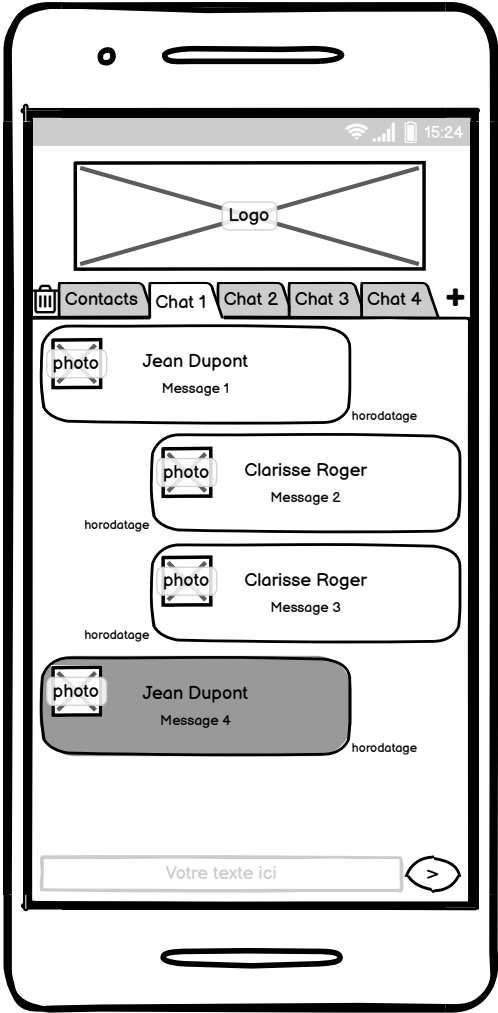 15:24
Logo
Contacts Chat 1 Chat 2 Chat 3 Chat 4 +
photo
Jean Dupont
Message 1
horodatage
photo
Clarisse Roger
Message 2
horodatage
photo
Clarisse Roger
Message 3
horodatage
photo
Jean Dupont
Message 4
horodatage
Votre texte ici >